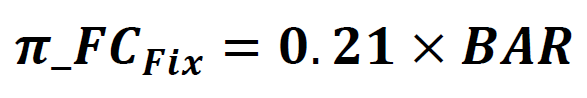 π_FC_Fix = 0.21 × BAR